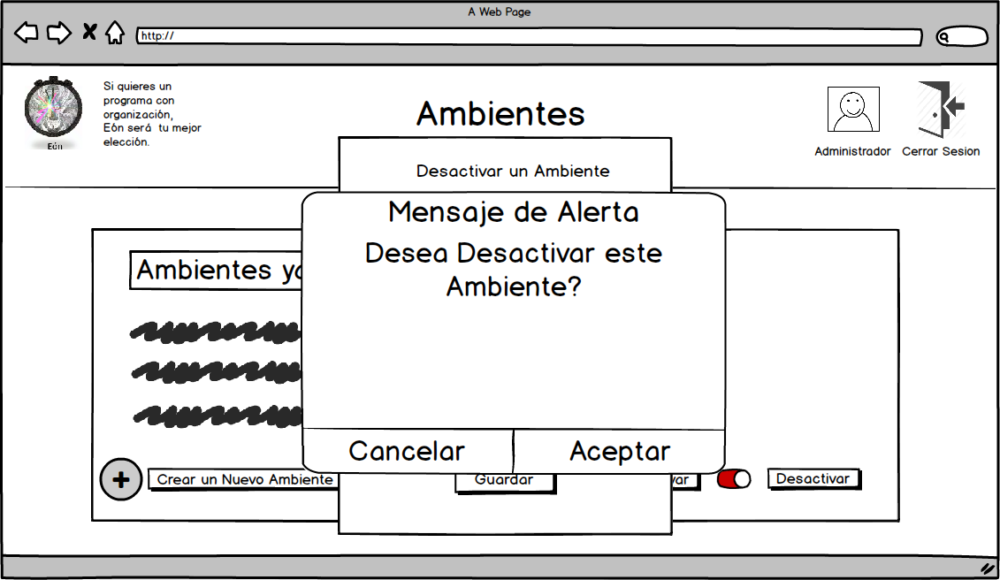 A Web Page
http://
Si quieres un
programa con
organización,
Eón será tu mejor
elección.
Eón
Ambientes
Administrador
Cerrar Sesion
Desactivar un Ambiente
Mensaje de Alerta
Desea Desactivar este
Ambiente?
Ambientes
Cancelar
Aceptar
Crear un Nuevo Ambiente
Guardar
Desactivar